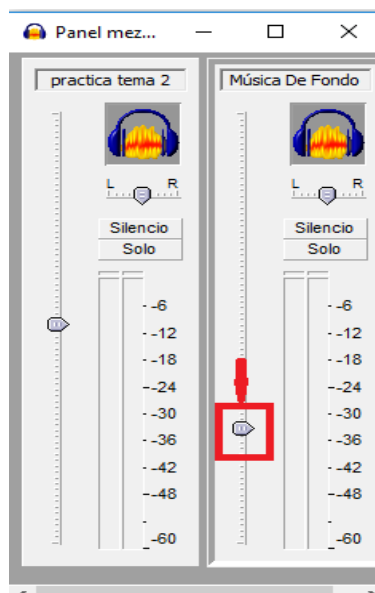 Panel mez...
practica tema 2
L R
Silencio
Solo
- -6
- -12
- -18
--24
- -30
- -36
- -42
--48
-
_-60
Música De Fondo
L R
Silencio
Solo
- -6
- -12
- -18
--24
- -30
- -36
- -42
--48
-
_-60